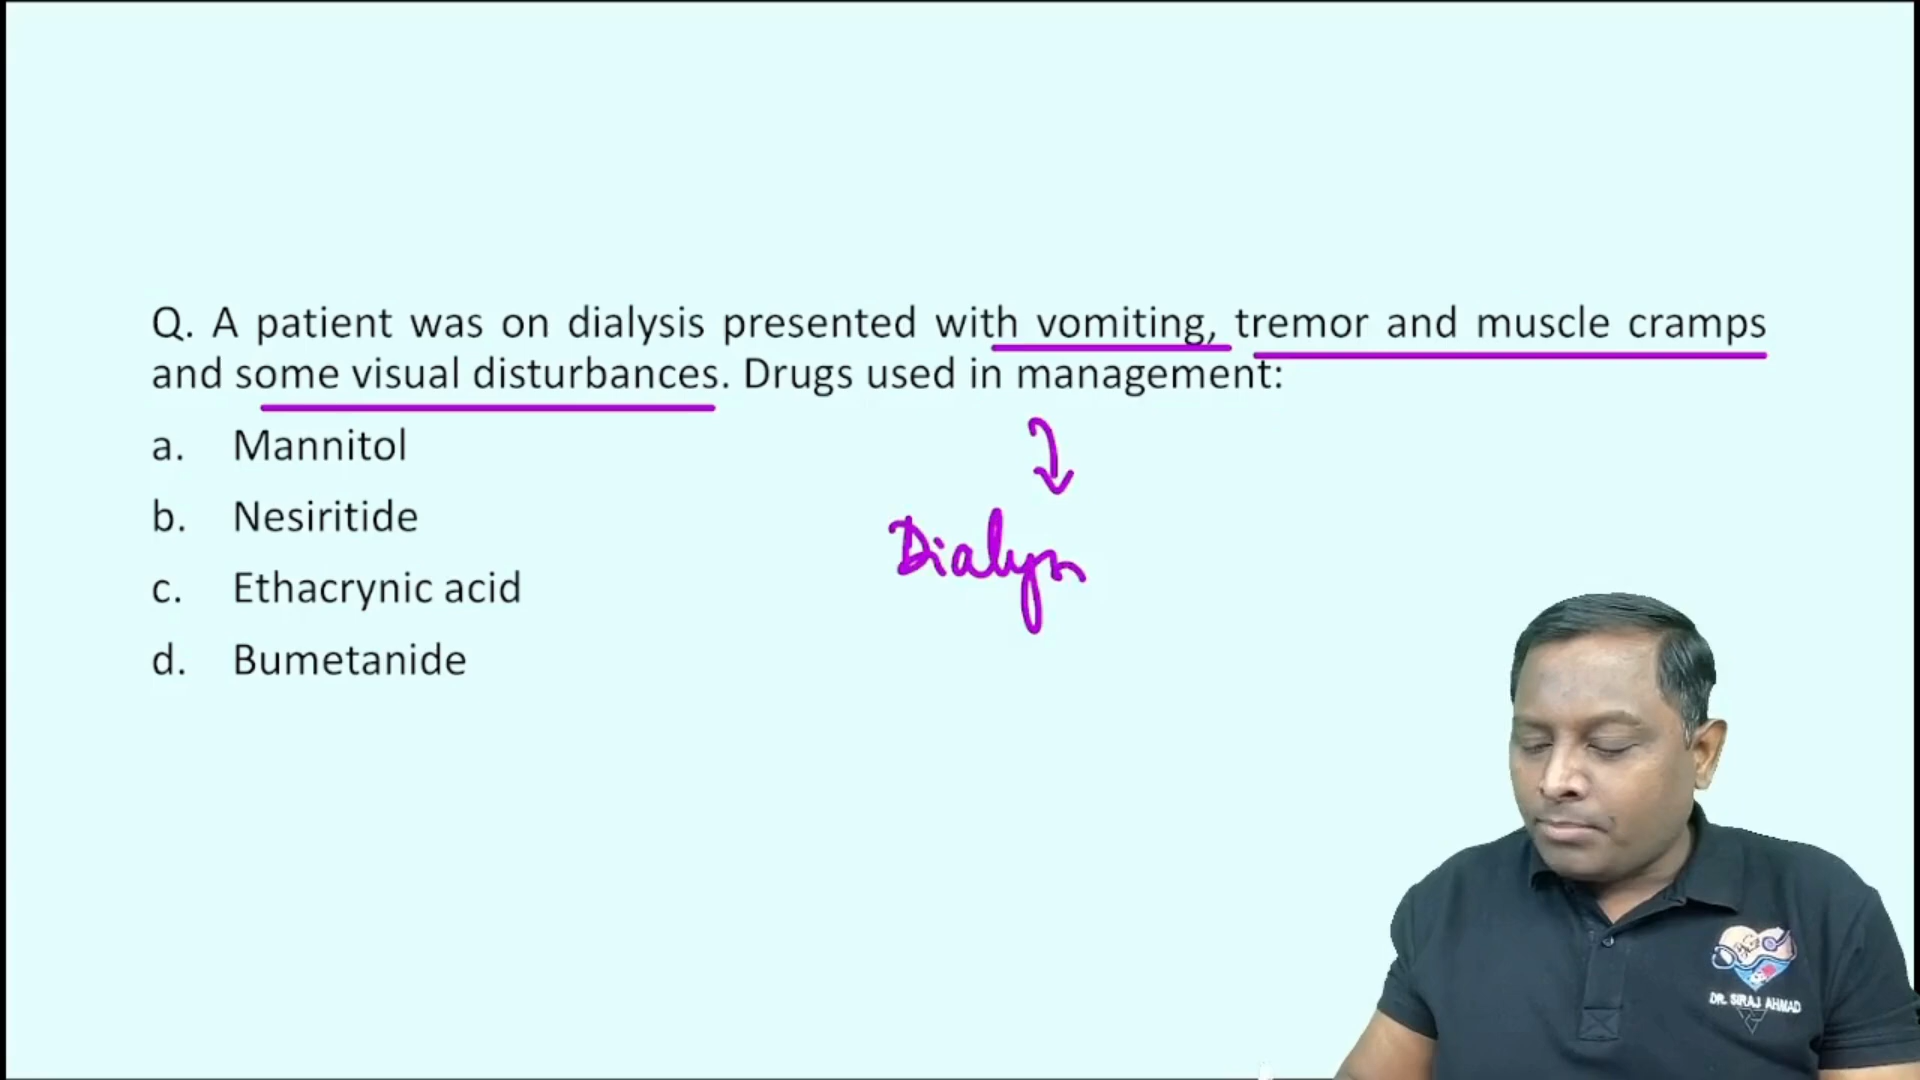 Q. A patient was on dialysis presented with vomiting, tremor and muscle cramps
and some visual disturbances. Drugs used in management:
a. Mannitol
b. Nesiritide
c. Ethacrynic acid
d. Bumetanide
DR. SIRAJ AHMAD